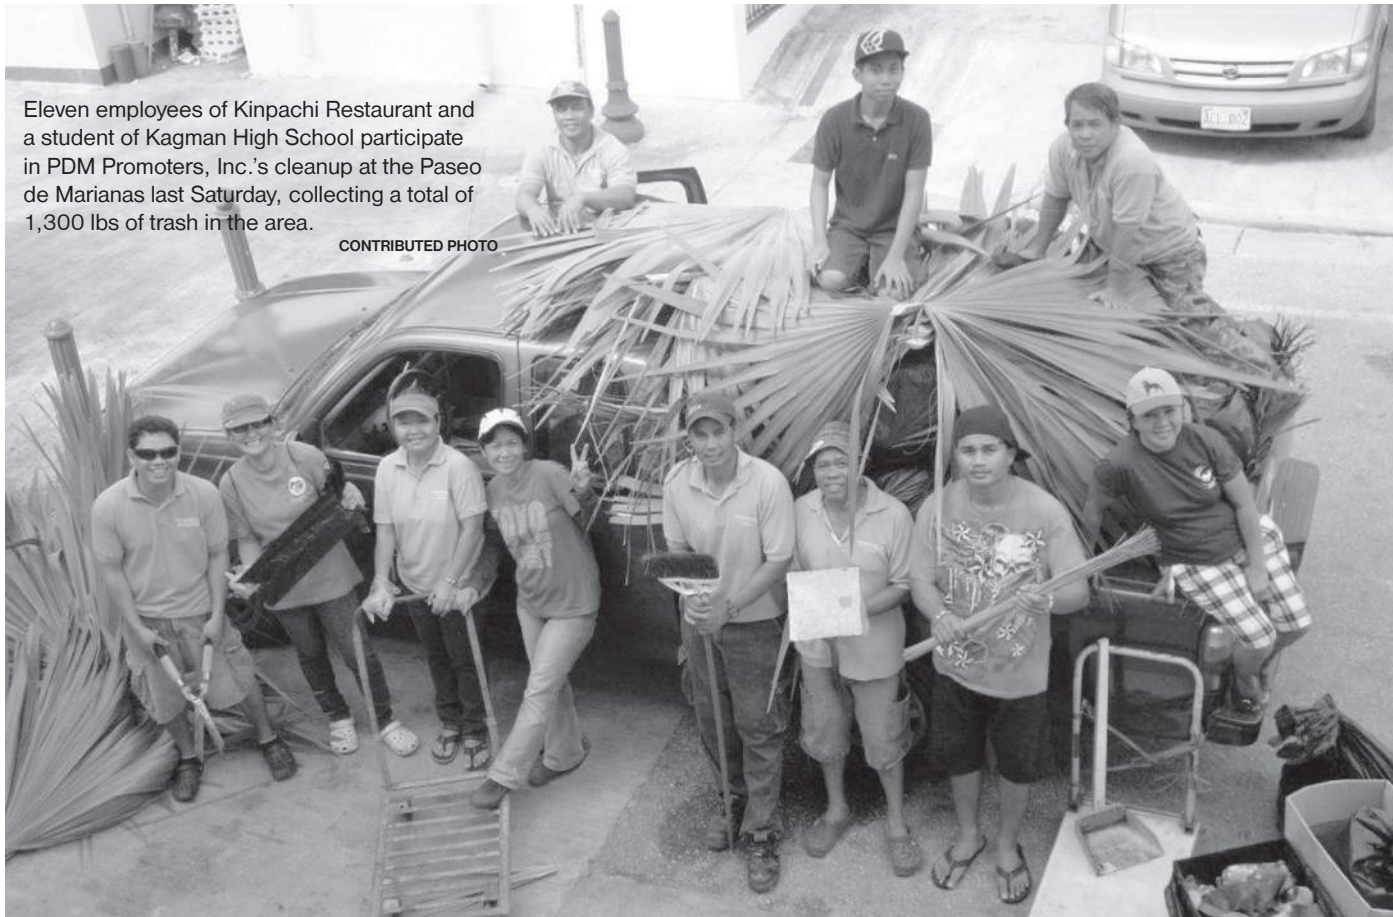 Eleven employees of Kinpachi Restaurant and
a student of Kagman High School participate
in PDM Promoters, Inc.'s cleanup at the Paseo
de Marianas last Saturday, collecting a total of
1,300 lbs of trash in the area.
CONTRIBUTED PHOTO